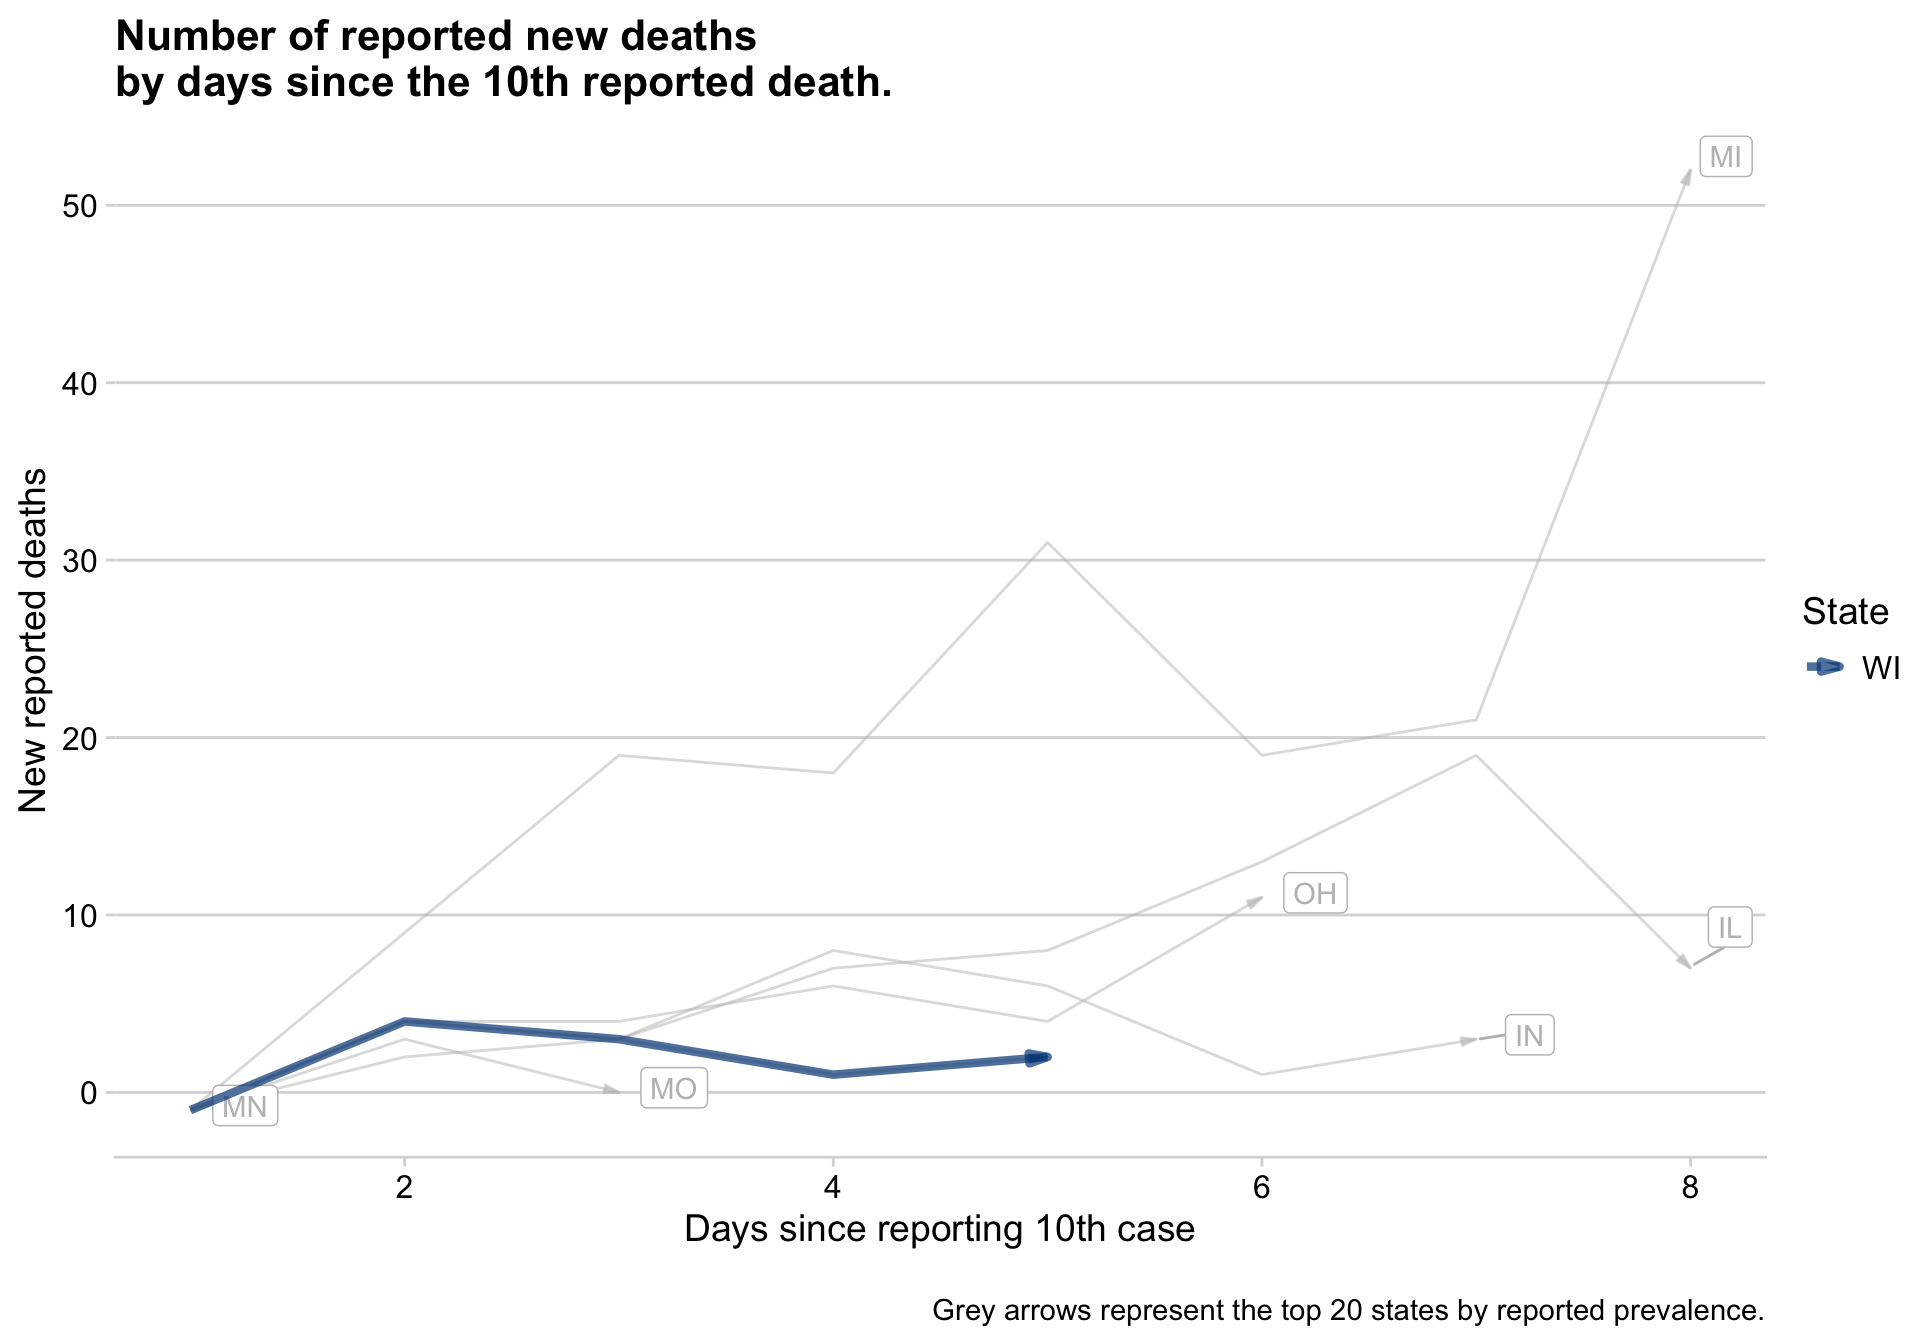 Number of reported new deaths
by days since the 10th reported death.
MI
50
40
30
20
10
0
New reported deaths
OH
IL
IN
MO
MN
State
WI
2
4
6
8
Days since reporting 10th case
Grey arrows represent the top 20 states by reported prevalence.